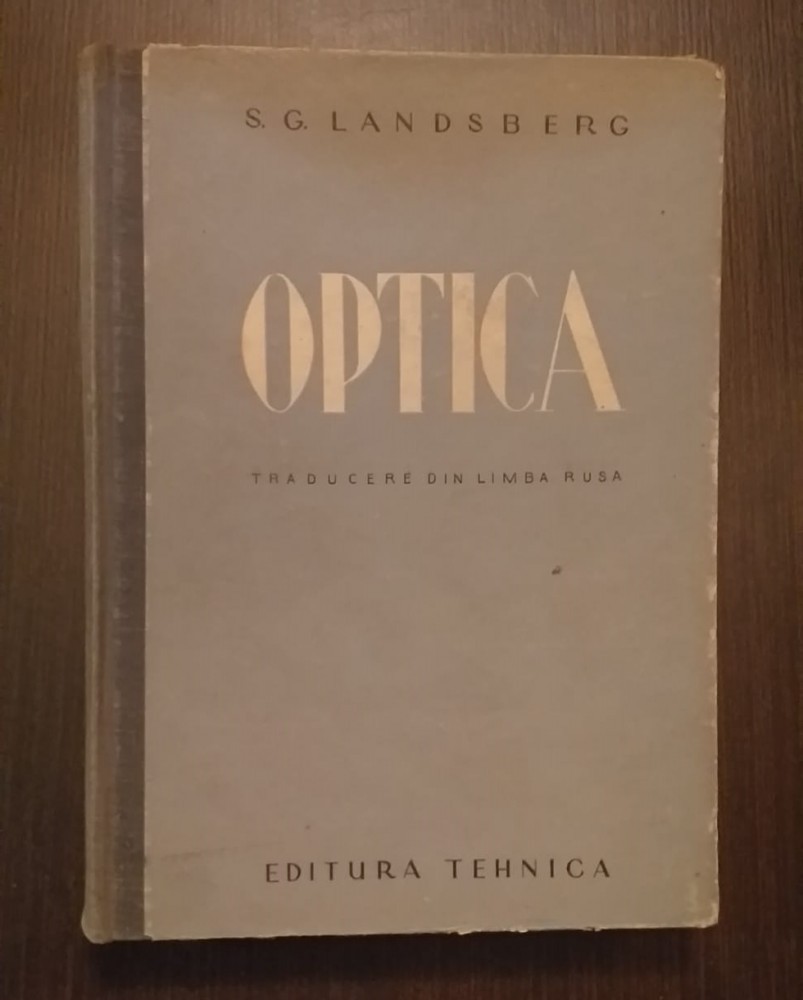 S. G. LANDSBERG
OPTICA
TRADUCERE DIN LIMBA RUSA
EDITURA TEHNICA